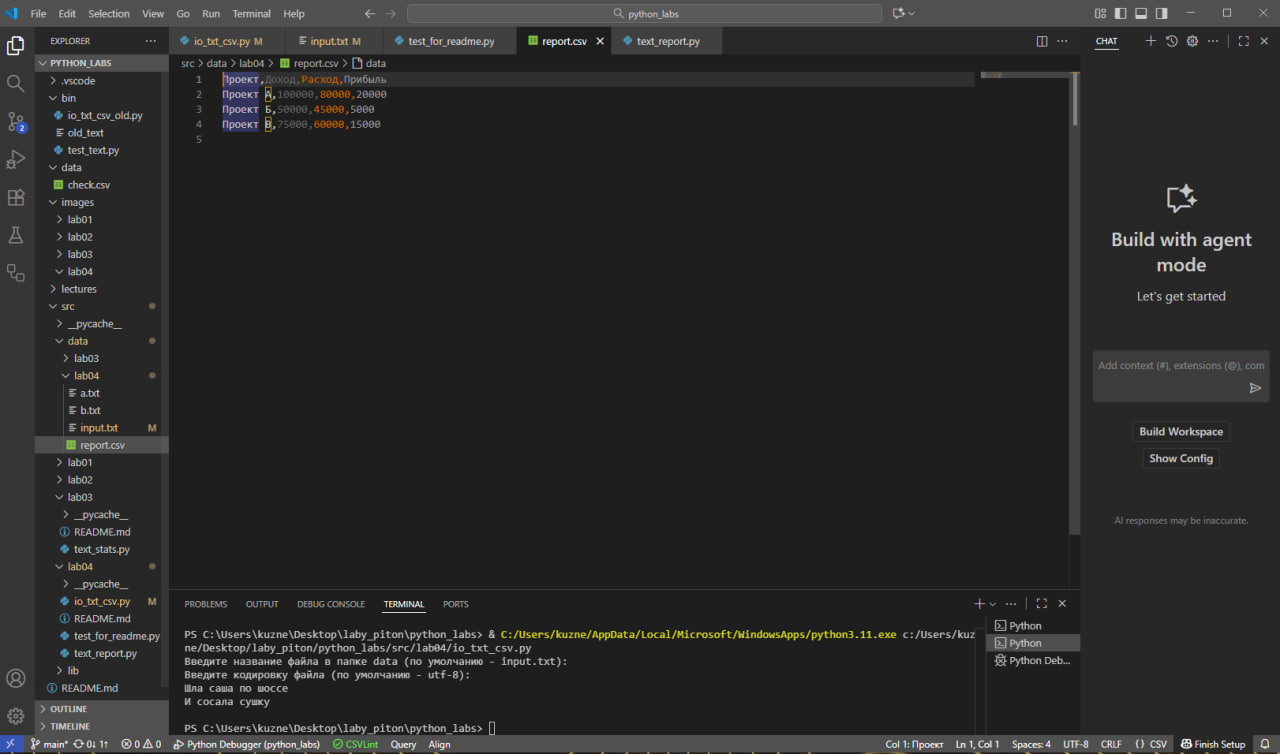 File Edit Selection View Go Run Terminal Help
python_labs
EXPLORER
PYTHON_LABS
.vscode
bin
io_txt_csv_old.py
old_text
test_text.py
data
check.csv
images
lab01
lab02
lab03
lab04
lectures
src
__pycache__
data
lab03
lab04
a.txt
b.txt
input.txt M
report.csv
lab01
lab02
lab03
__pycache__
README.md
text_stats.py
lab04
__pycache__
io_txt_csv.py M
README.md
test_for_readme.py
text_report.py
lib
README.md
OUTLINE
TIMELINE
2
io_txt_csv.py M input.txt M test_for_readme.py report.csv text_report.py
src > data > lab04 > report.csv > data
1 Проект,Доход,Расход,Прибыль
2 Проект А,100000,80000,20000
3 Проект Б,50000,45000,5000
4 Проект В,75000,60000,15000
5
PROBLEMS OUTPUT DEBUG CONSOLE TERMINAL PORTS
PS C:\Users\kuzne\Desktop\laby_piton\python_labs> & C:/Users/kuzne/AppData/Local/Microsoft/WindowsApps/python3.11.exe c:/Users/kuz
ne/Desktop/laby_piton/python_labs/src/lab04/io_txt_csv.py
Введите название файла в папке data (по умолчанию - input.txt):
Введите кодировку файла (по умолчанию - utf-8):
Шла саша по шоссе
И сосала сушку
PS C:\Users\kuzne\Desktop\laby_piton\python_labs>
Python
Python
Python Deb...
CHAT
Build with agent
mode
Let's get started
Add context (#), extensions (@), com
Build Workspace
Show Config
AI responses may be inaccurate.
main* 0↓ 1↑ 0 0 Python Debugger (python_labs) CSVLint Query Align Col 1: Проект Ln 1, Col 1 Spaces: 4 UTF-8 CRLF {} CSV Finish Setup